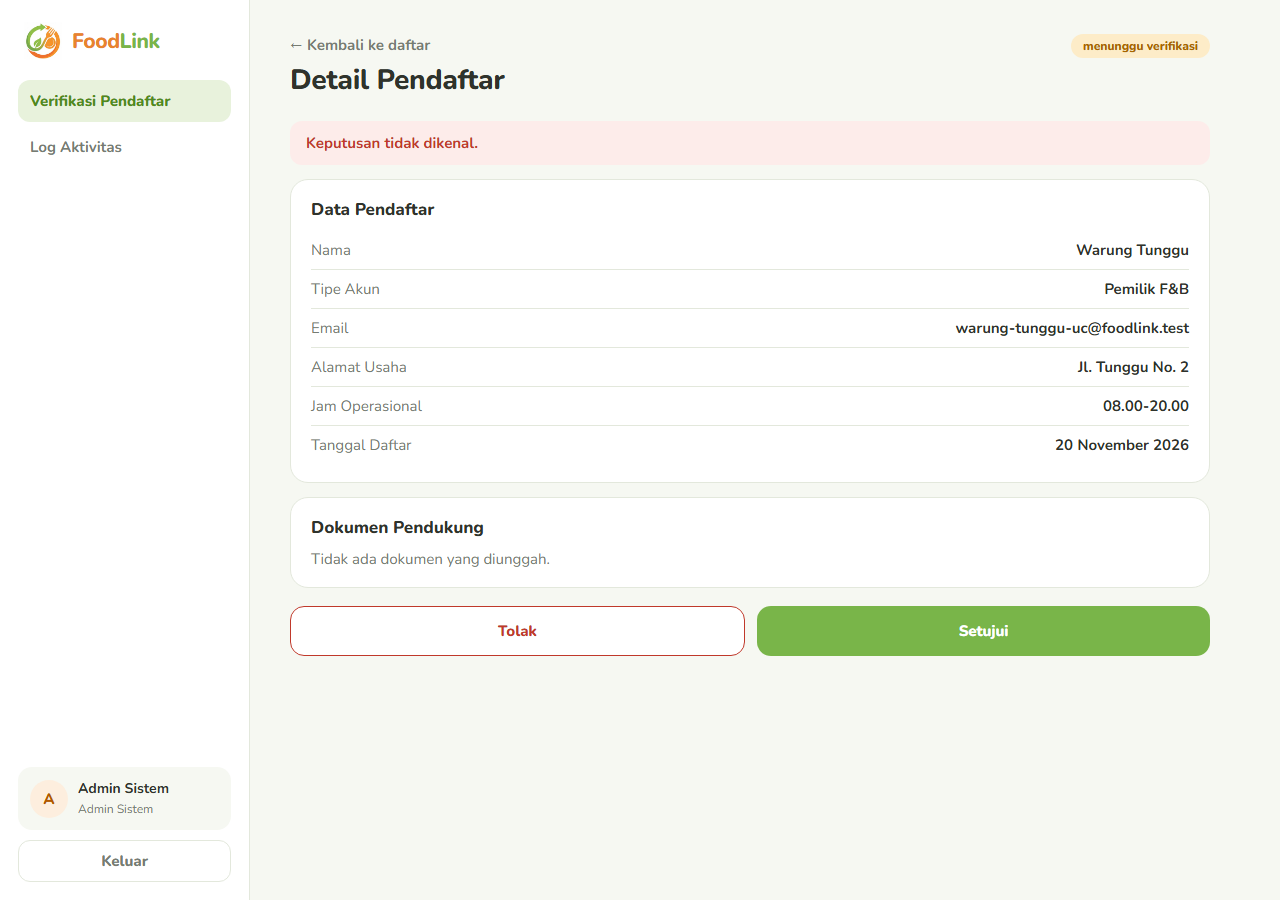 FoodLink
Verifikasi Pendaftar
Log Aktivitas
A
Admin Sistem
Admin Sistem
Keluar
← Kembali ke daftar
menunggu verifikasi
Detail Pendaftar
Keputusan tidak dikenal.
Data Pendaftar
Nama Warung Tunggu
Tipe Akun Pemilik F&B
Email warung-tunggu-uc@foodlink.test
Alamat Usaha Jl. Tunggu No. 2
Jam Operasional 08.00-20.00
Tanggal Daftar 20 November 2026
Dokumen Pendukung
Tidak ada dokumen yang diunggah.
Tolak
Setujui